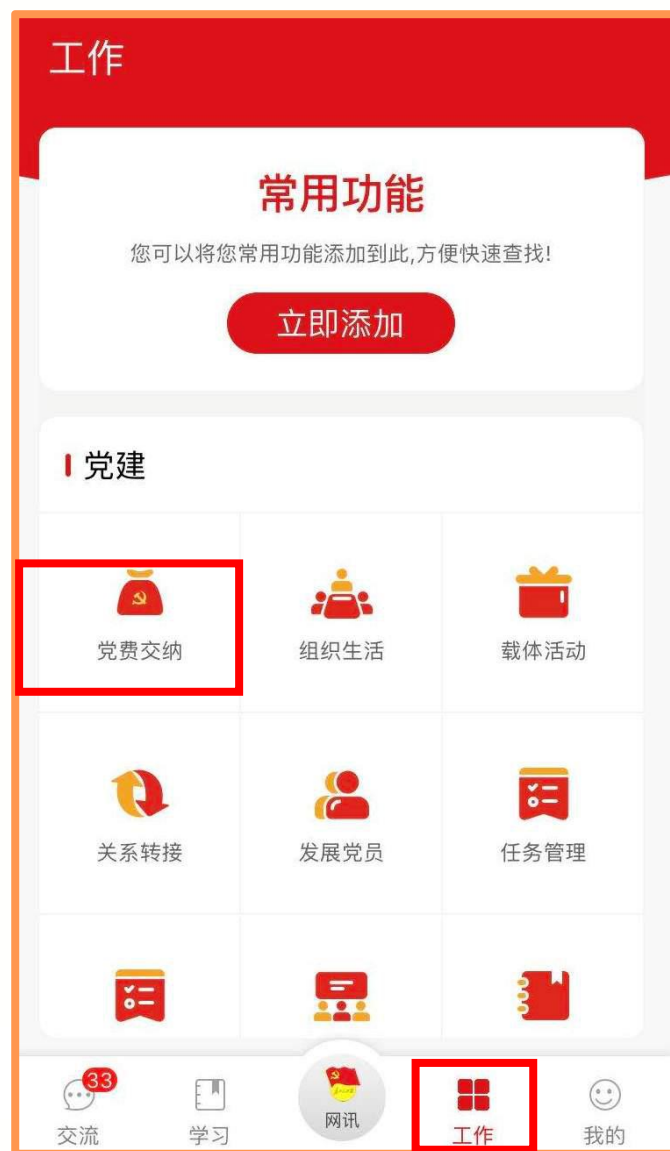 工作
常用功能
您可以将您常用功能添加到此,方便快速查找!
立即添加
党建
党费交纳
组织生活
载体活动
关系转接
发展党员
任务管理
33
交流
学习
网讯
工作
我的